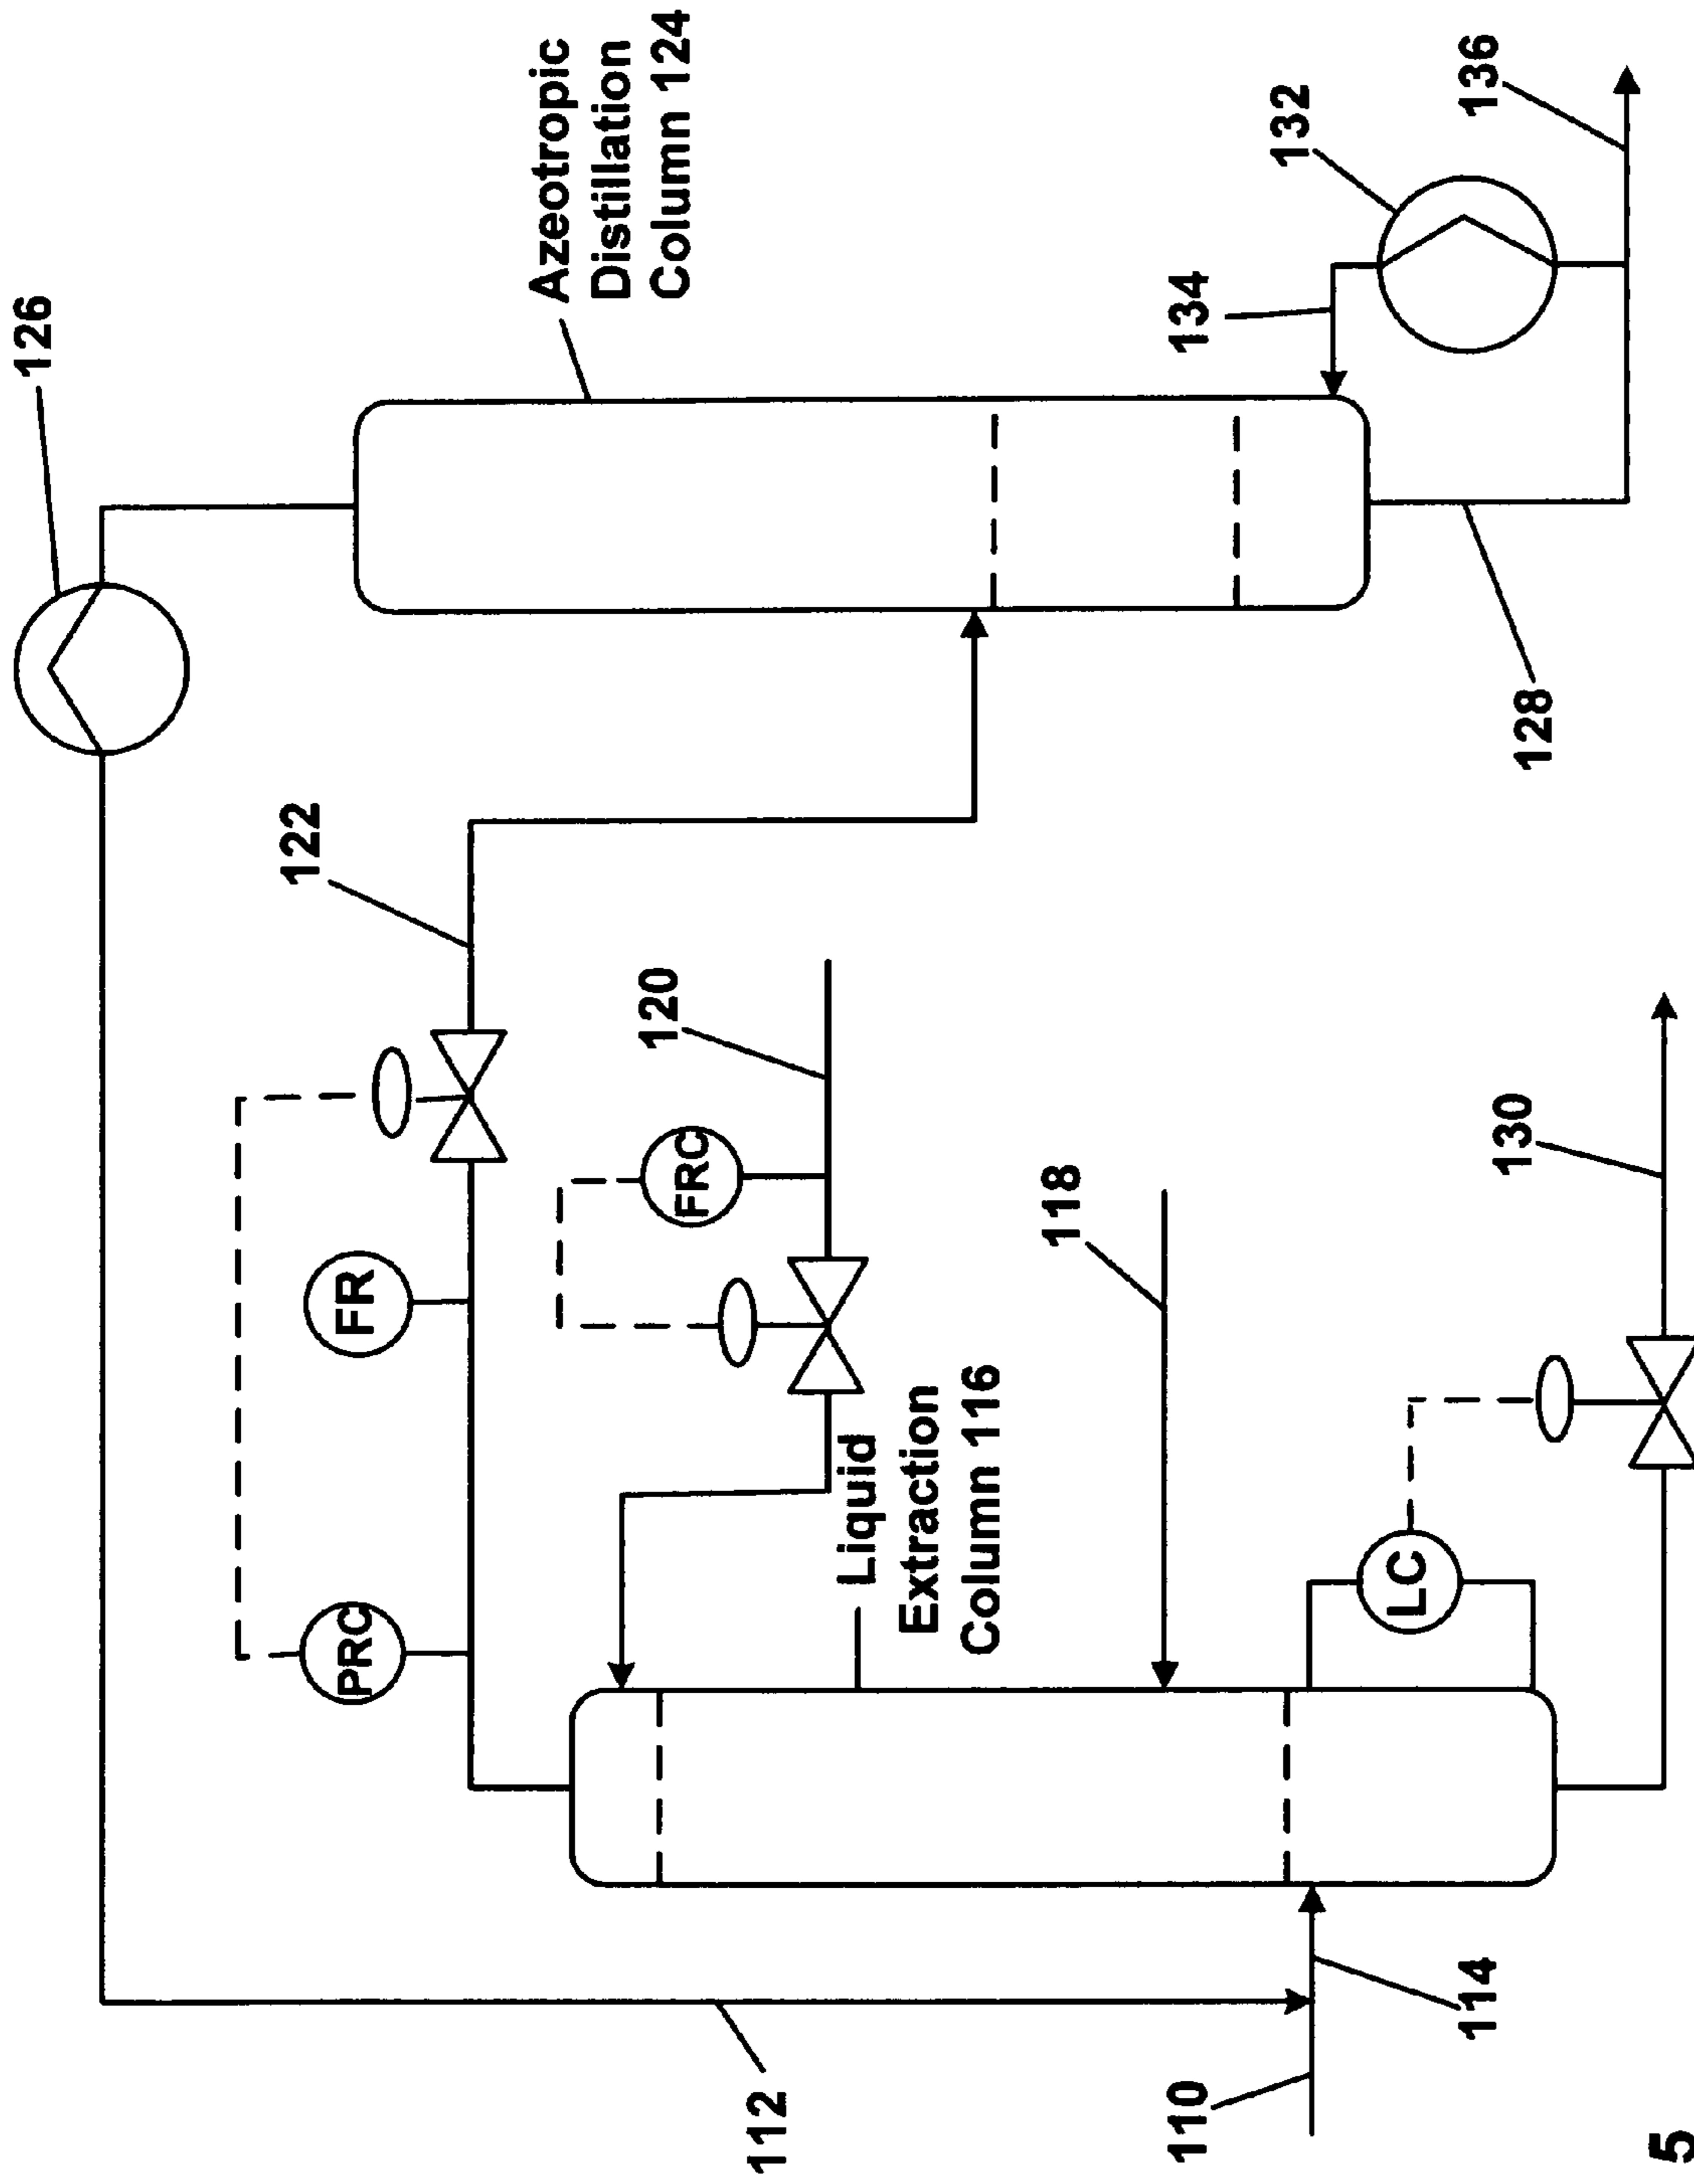 126
Azeotropic
Distillation
Column 124
122
132
136
134
PRC
FR
120
FRC
128
Liquid
Extraction
Column 116
118
130
LC
112
110
114
5